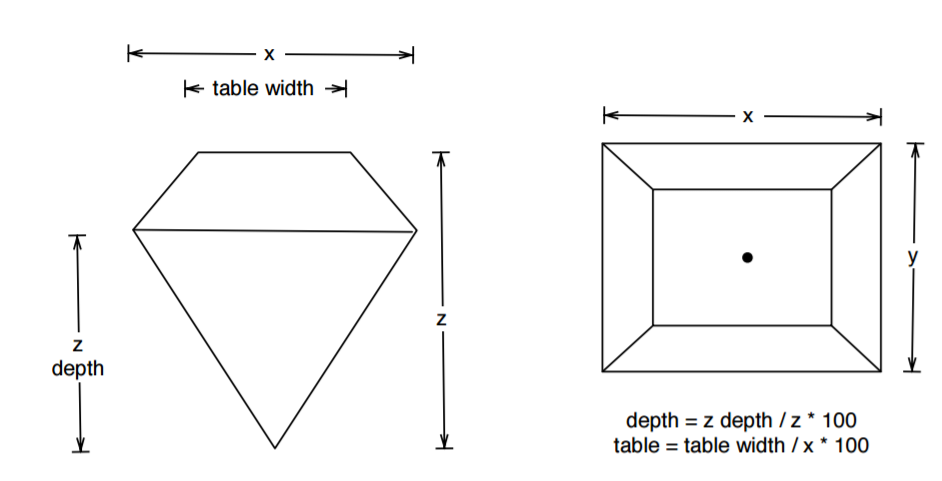 x
table width
z
depth
z
x
y
depth = z depth / z * 100
table = table width / x * 100